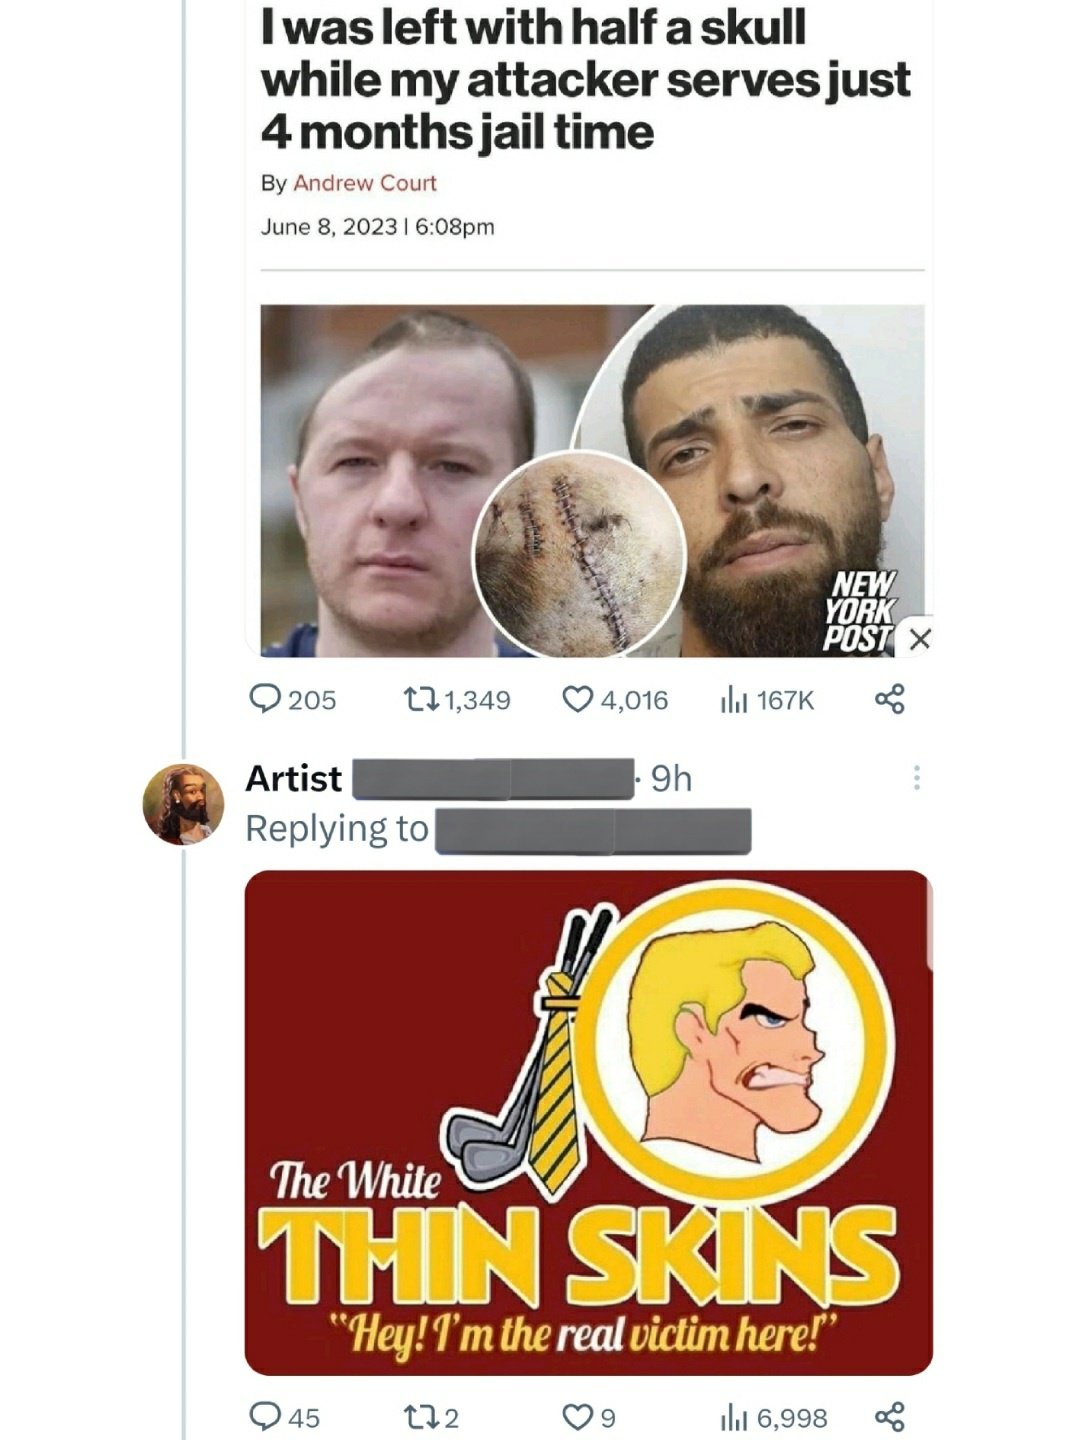 I was left with half a skull
while my attacker serves just
4 months jail time
By Andrew Court
June 8, 2023 | 6:08pm
NEW
YORK
POST
205 1,349 4,016 167K
Artist · 9h
Replying to
The White
THIN SKINS
"Hey! I'm the real victim here!"
45 2 9 6,998